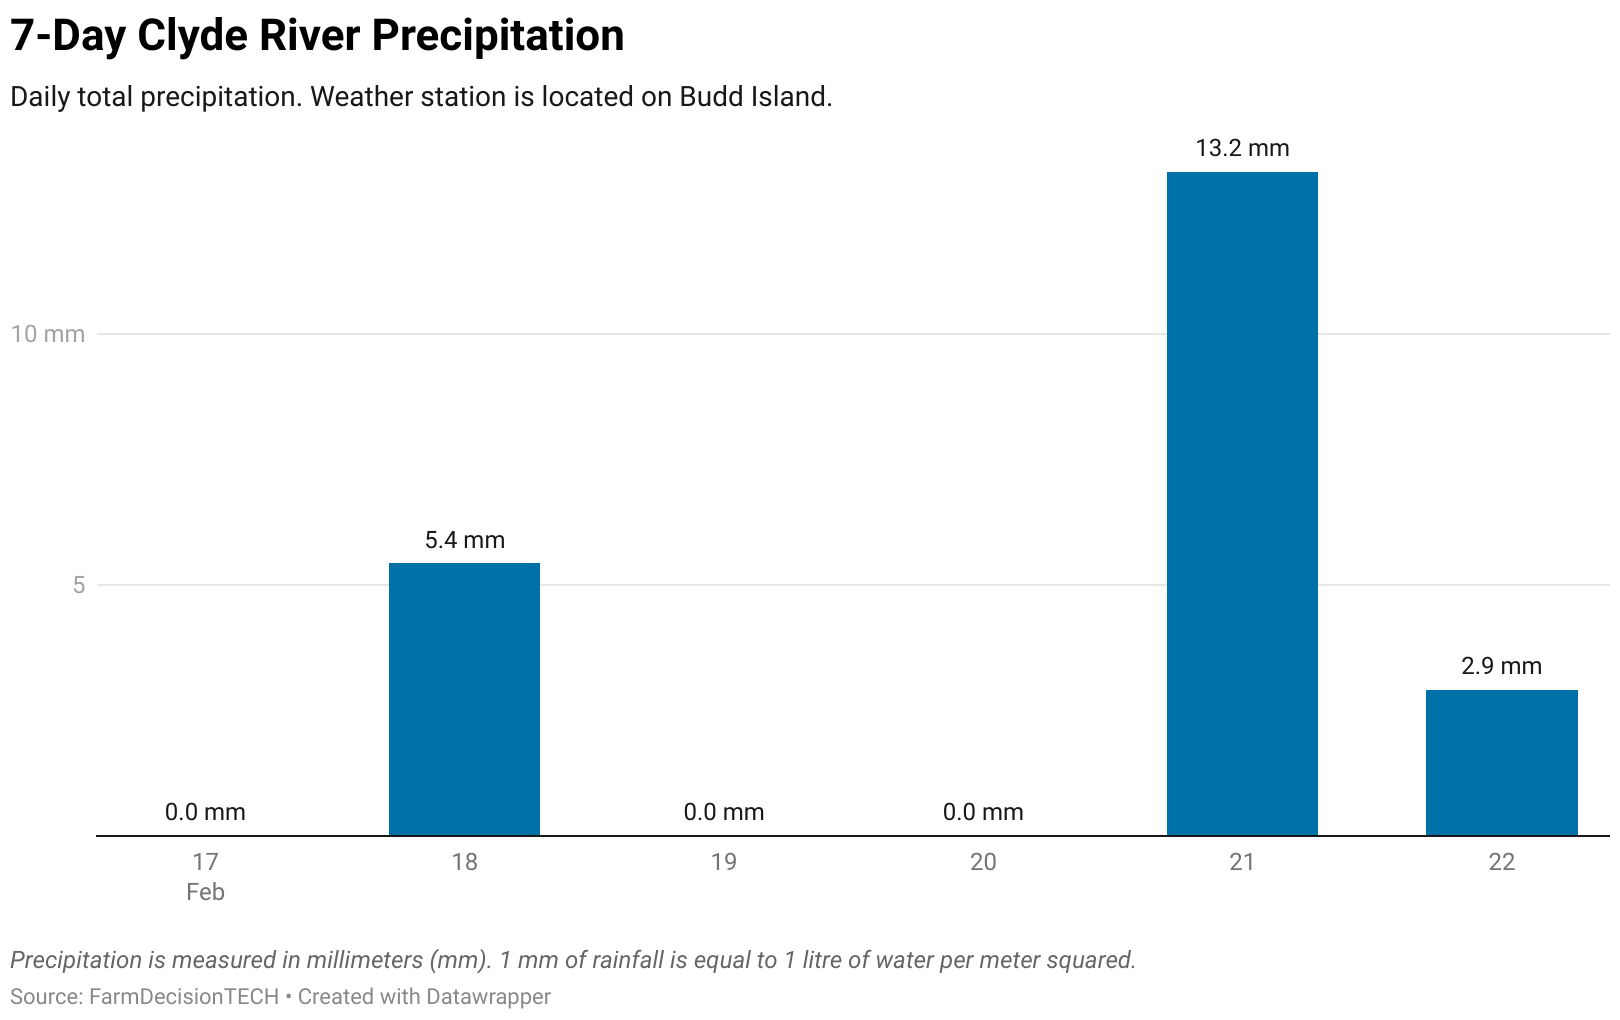 7-Day Clyde River Precipitation
Daily total precipitation. Weather station is located on Budd Island.
13.2 mm
10 mm
5.4 mm
5
2.9 mm
0.0 mm
0.0 mm
0.0 mm
17
18
19
20
21
22
Feb
Precipitation is measured in millimeters (mm). 1 mm of rainfall is equal to 1 litre of water per meter squared.
Source: FarmDecisionTECH • Created with Datawrapper